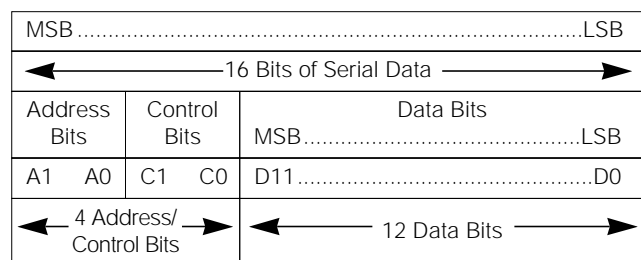 MSB........................................................................LSB
16 Bits of Serial Data
Address Bits Control Bits Data Bits
MSB........................................LSB
A1 A0 C1 C0 D11..........................................D0
4 Address/
Control Bits
12 Data Bits